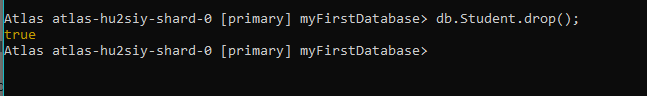 Atlas atlas-hu2siy-shard-0 [primary] myFirstDatabase> db.Student.drop();
true
Atlas atlas-hu2siy-shard-0 [primary] myFirstDatabase>